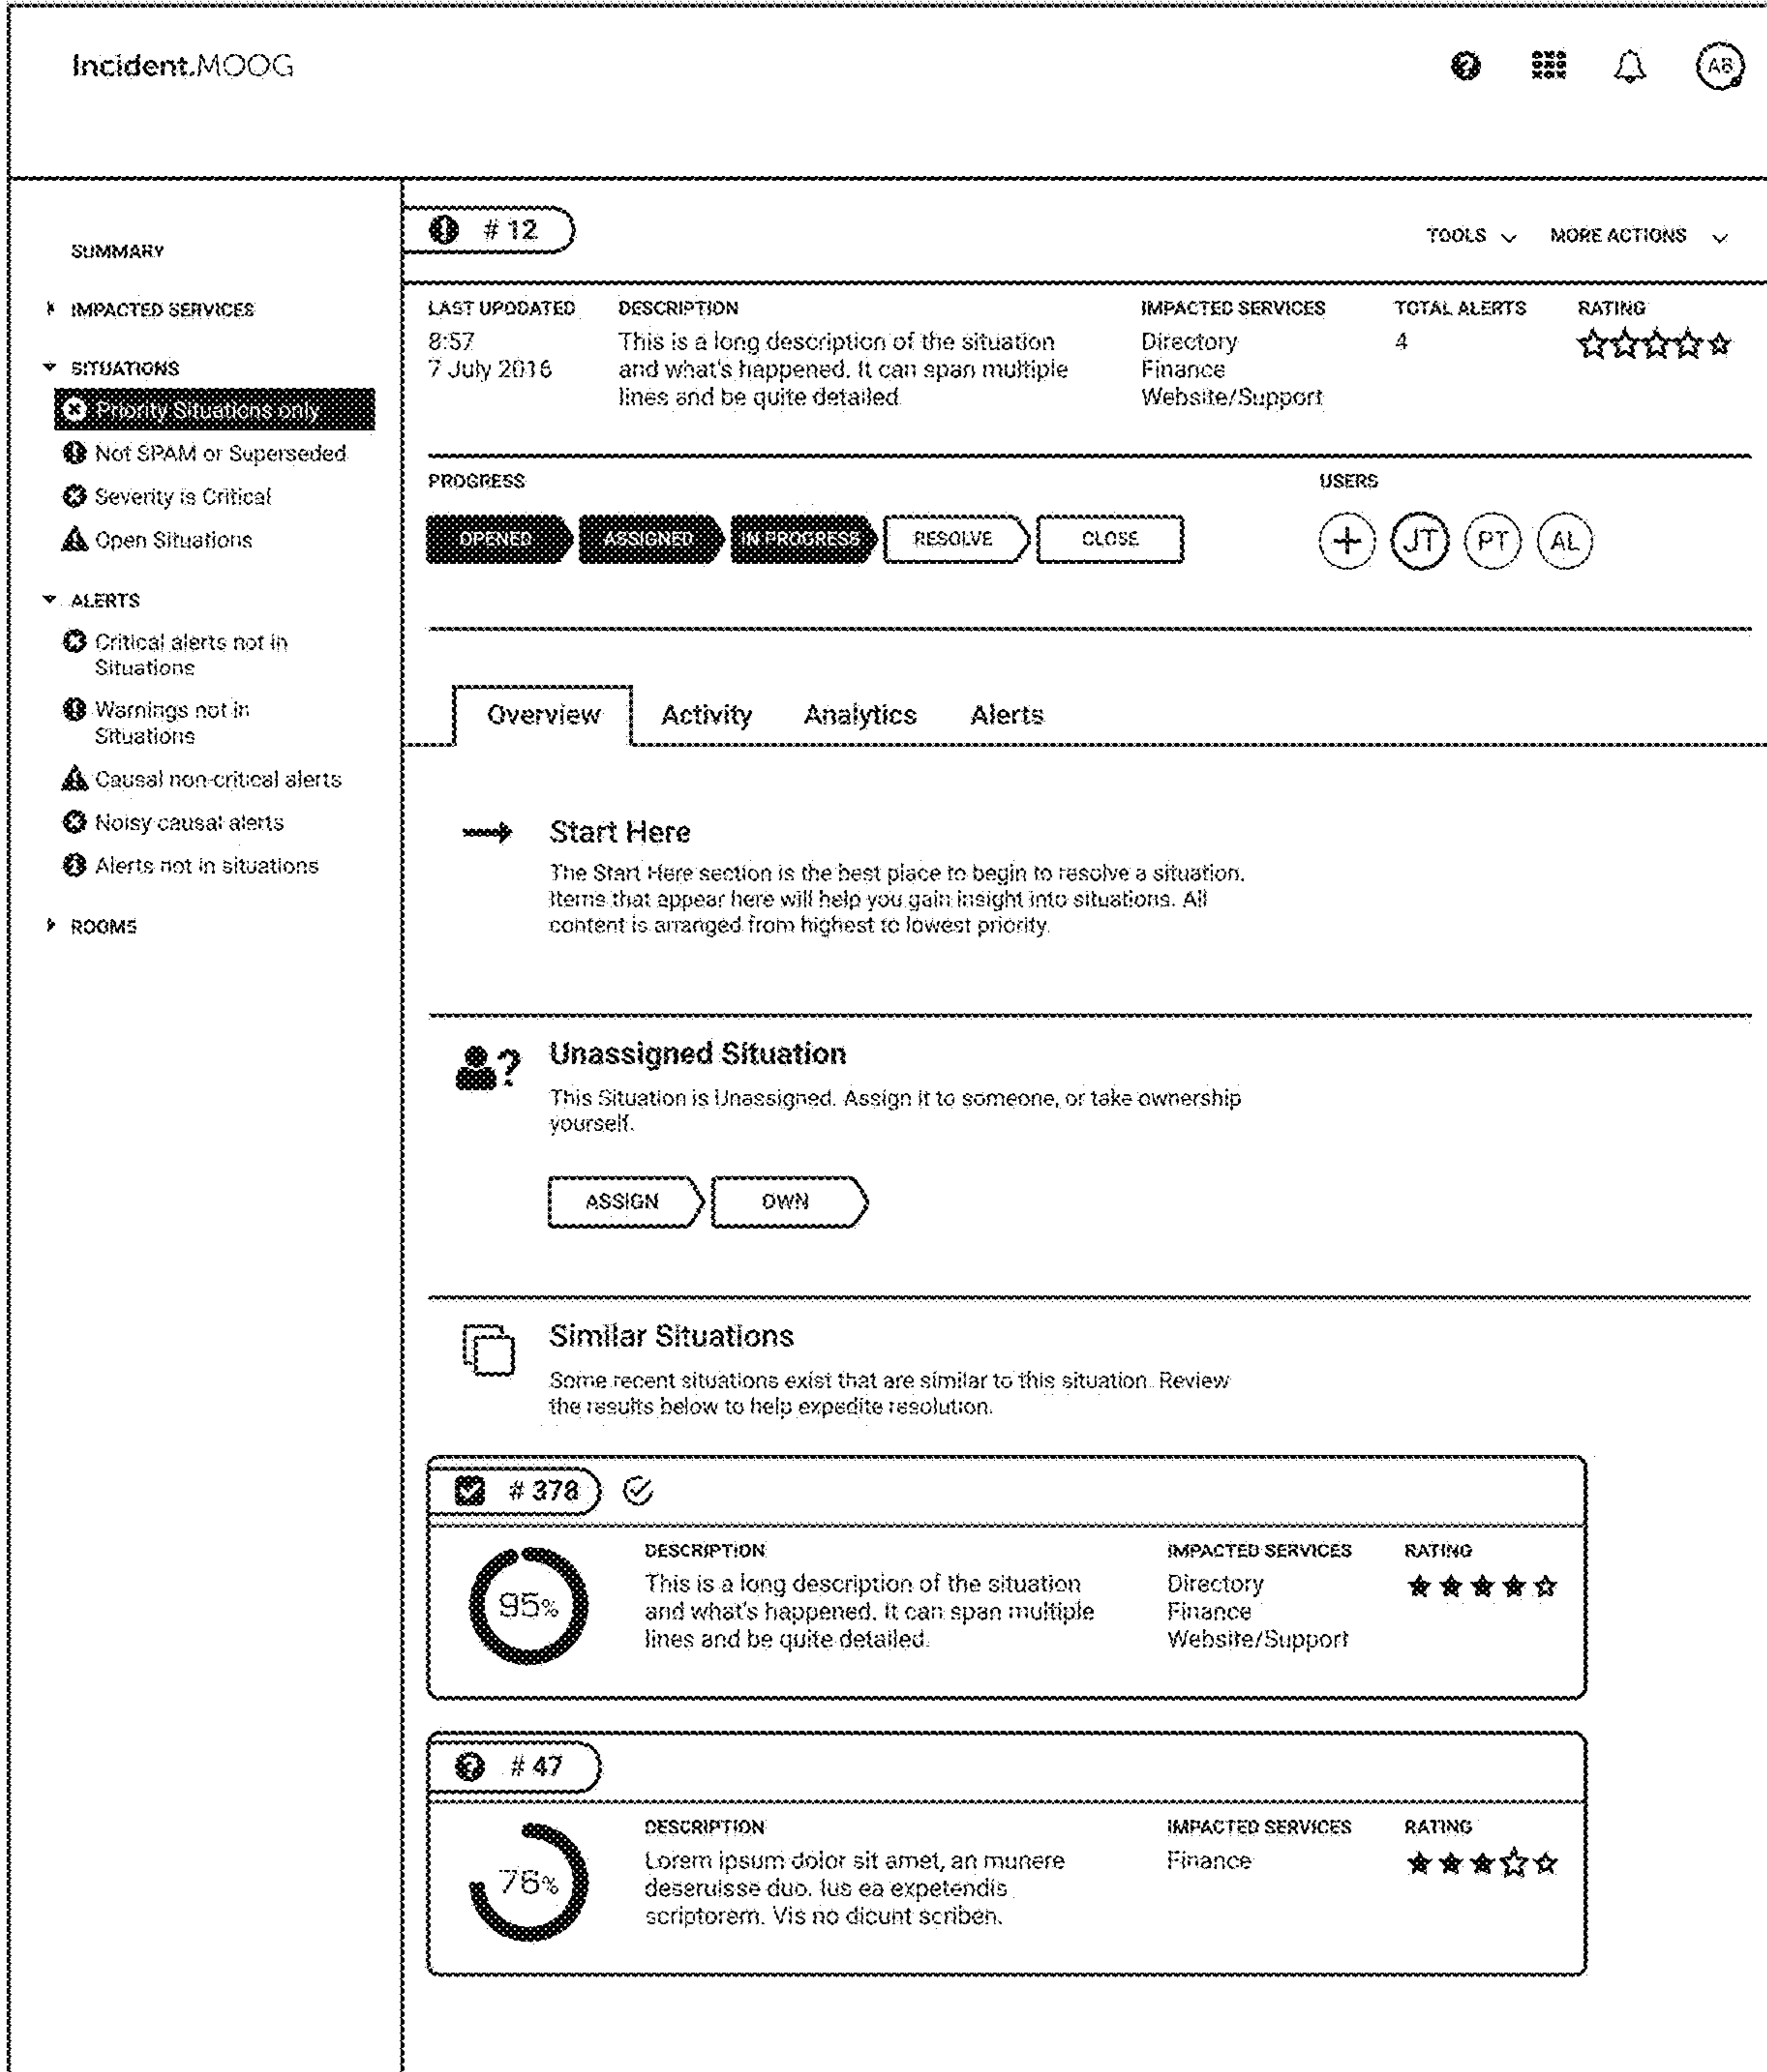 Incident.MOOG
AB
SUMMARY
IMPACTED SERVICES
SITUATIONS
Priority Situations only
Not SPAM or Superseded
Severity is Critical
Open Situations
ALERTS
Critical alerts not in
Situations
Warnings not in
Situations
Causal non-critical alerts
Noisy causal alerts
Alerts not in situations
ROOMS
# 12
TOOLS
MORE ACTIONS
LAST UPDDATED
8:57
7 July 2016
DESCRIPTION
This is a long description of the situation
and what's happened. It can span multiple
lines and be quite detailed
IMPACTED SERVICES
Directory
Finance
Website/Support
TOTAL ALERTS
4
RATING
PROGRESS
OPENED
ASSIGNED
IN PROGRESS
RESOLVE
CLOSE
USERS
+
JT
PT
AL
Overview
Activity
Analytics
Alerts
Start Here
The Start Here section is the best place to begin to resolve a situation.
Items that appear here will help you gain insight into situations. All
content is arranged from highest to lowest priority.
?
Unassigned Situation
This Situation is Unassigned. Assign it to someone, or take ownership
yourself.
ASSIGN
OWN
Similar Situations
Some recent situations exist that are similar to this situation. Review
the results below to help expedite resolution.
# 378
95%
DESCRIPTION
This is a long description of the situation
and what's happened. It can span multiple
lines and be quite detailed.
IMPACTED SERVICES
Directory
Finance
Website/Support
RATING
# 47
76%
DESCRIPTION
Lorem ipsum dolor sit amet, an munere
deseruisse duo. Ius ea expetendis
scriptorem. Vis no dicunt scriben.
IMPACTED SERVICES
Finance
RATING